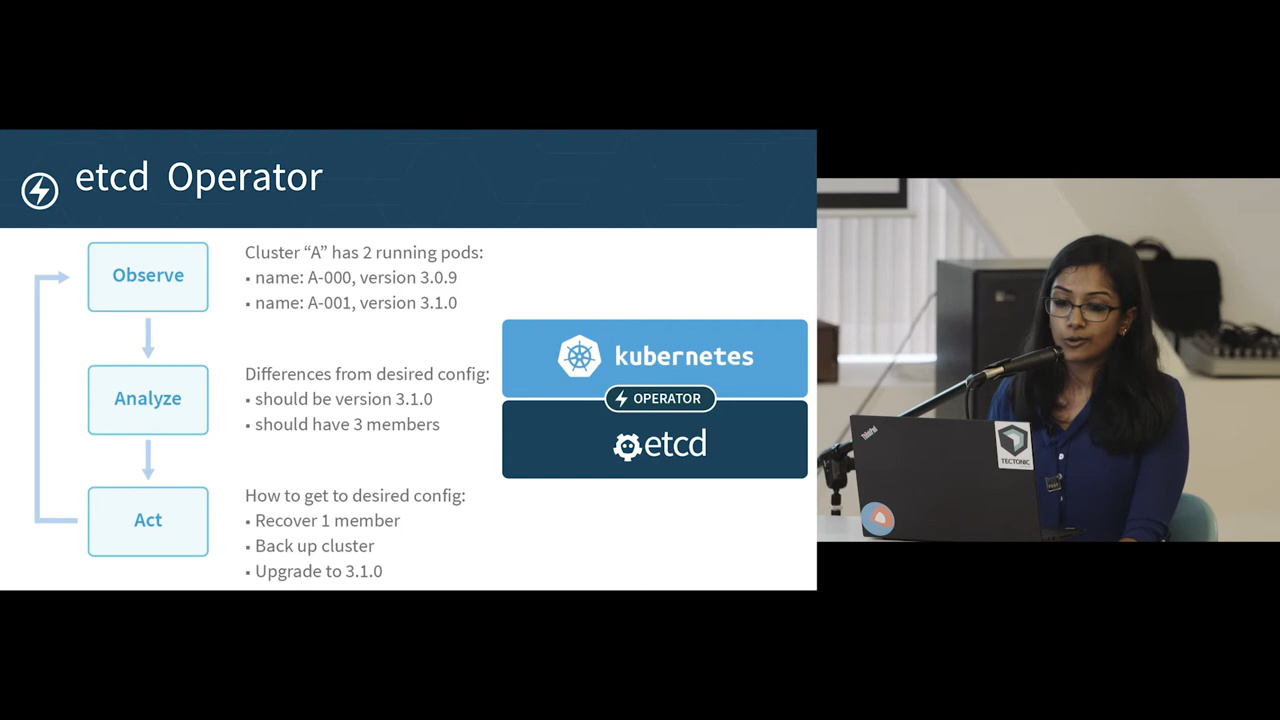 etcd Operator
Observe
Cluster “A” has 2 running pods:
▪ name: A-000, version 3.0.9
▪ name: A-001, version 3.1.0
Analyze
Differences from desired config:
▪ should be version 3.1.0
▪ should have 3 members
Act
How to get to desired config:
▪ Recover 1 member
▪ Back up cluster
▪ Upgrade to 3.1.0
kubernetes
OPERATOR
etcd
ThinkPad
TECTONIC